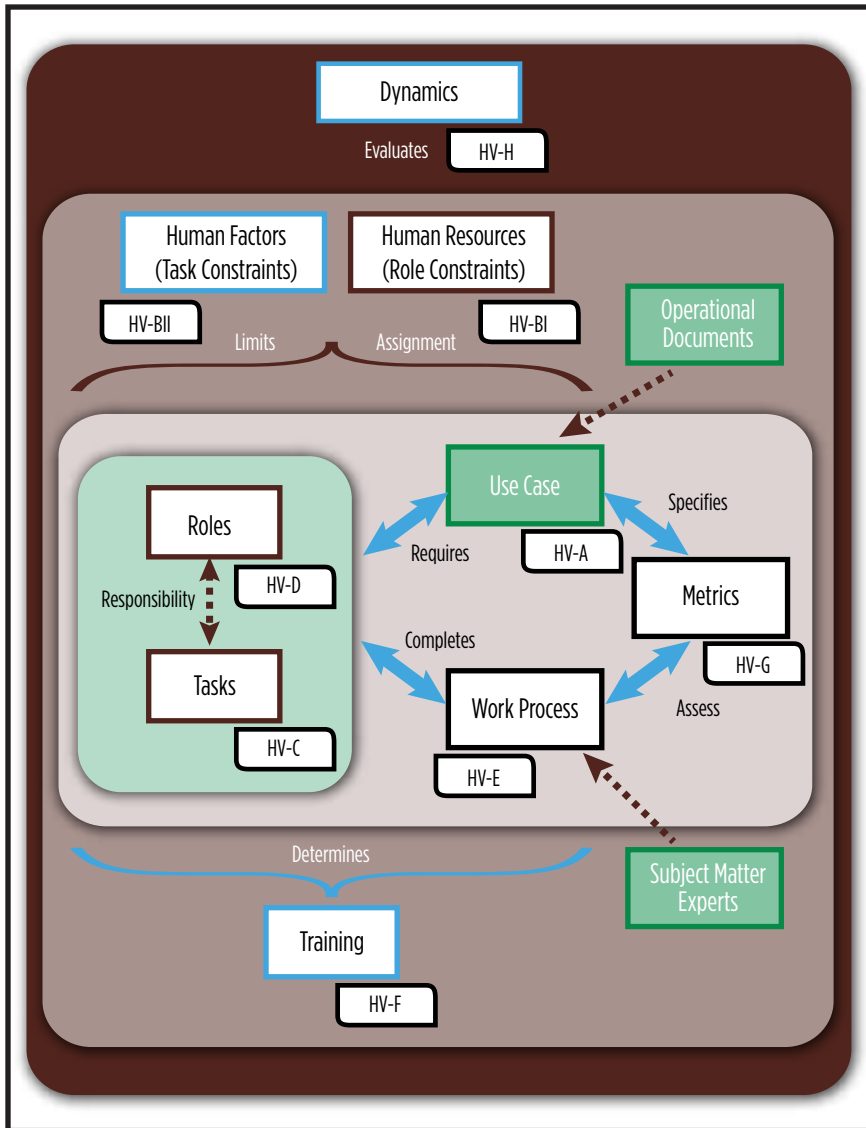 Dynamics
Evaluates
HV-H
Human Factors
(Task Constraints)
Human Resources
(Role Constraints)
HV-BII
HV-BI
Limits
Assignment
Operational
Documents
Use Case
HV-A
Requires
Specifies
Roles
HV-D
Responsibility
Tasks
HV-C
Metrics
HV-G
Completes
Work Process
HV-E
Assess
Determines
Subject Matter
Experts
Training
HV-F